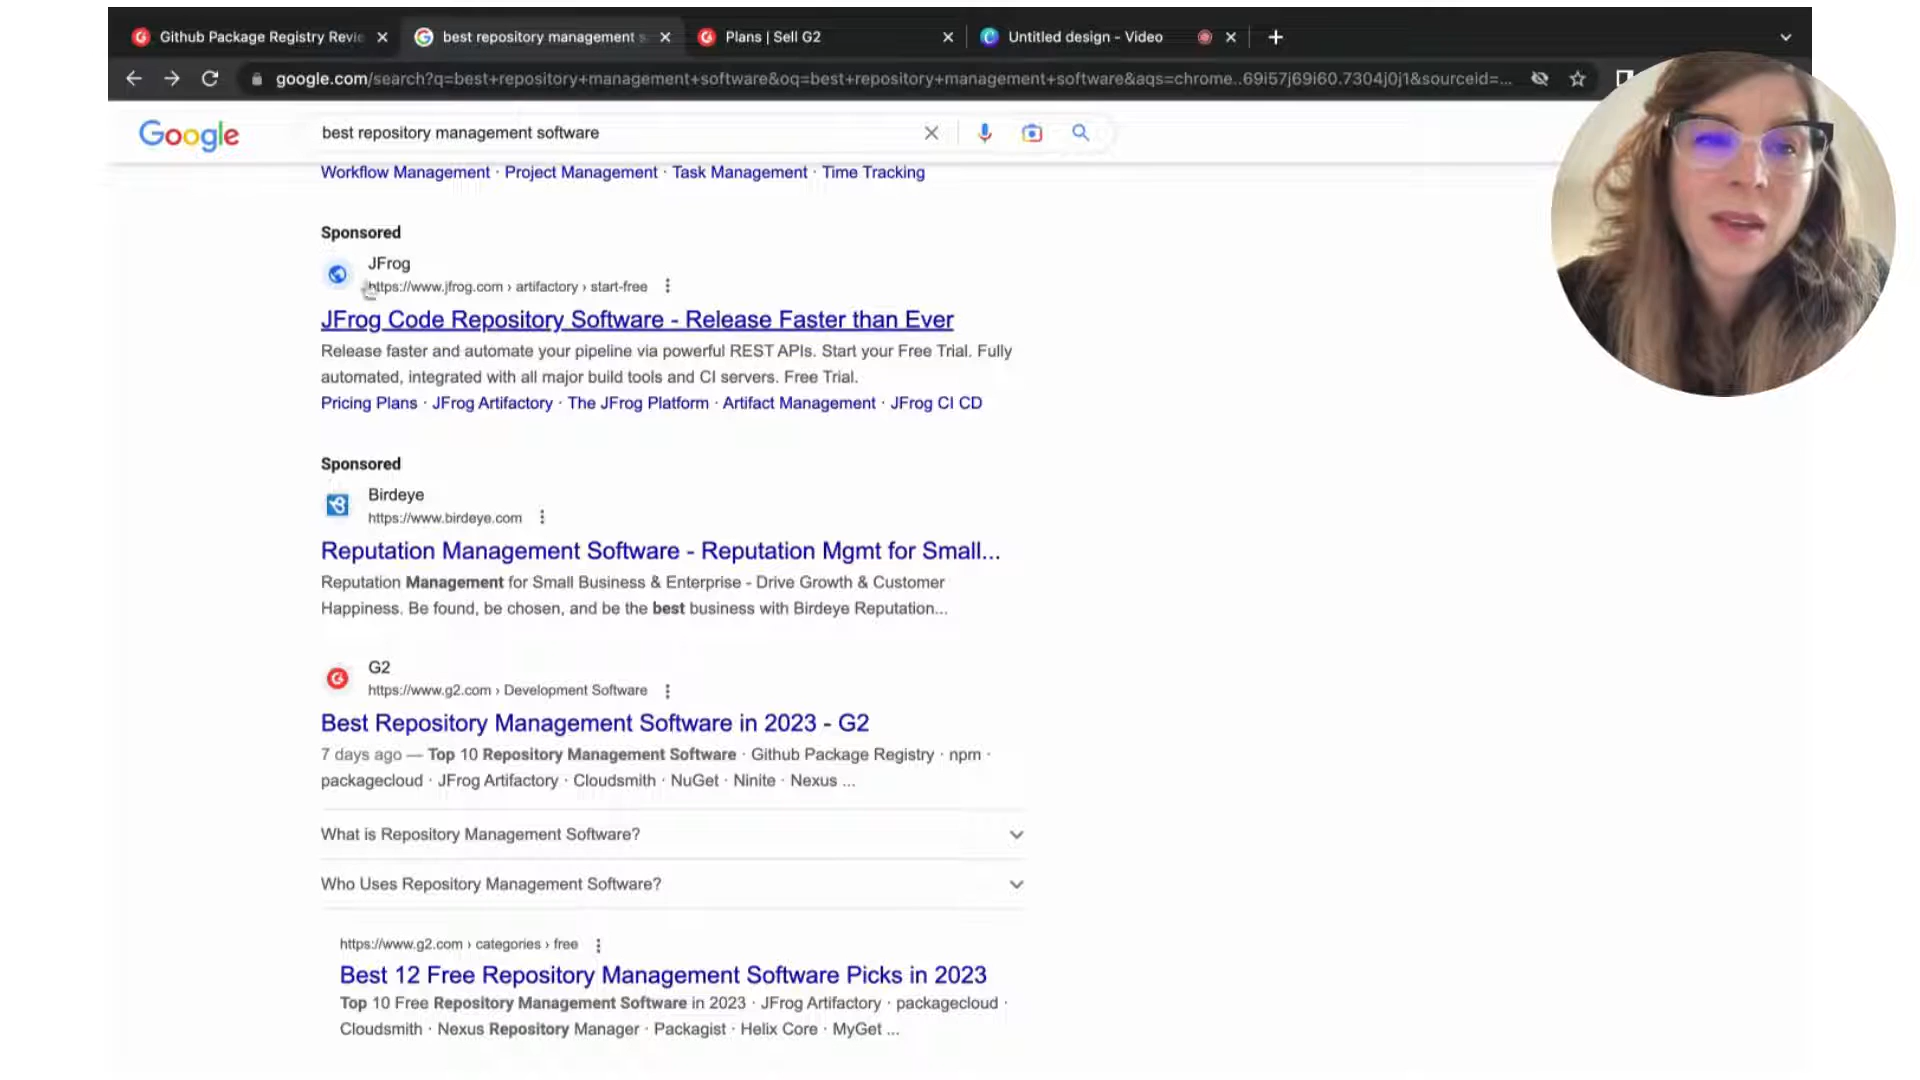 Github Package Registry Revie
best repository management s
Plans | Sell G2
Untitled design - Video
google.com/search?q=best+repository+management+software&oq=best+repository+management+software&aqs=chrome..69i57j69i60.7304j0j1&sourceid=...
Google
best repository management software
Workflow Management · Project Management · Task Management · Time Tracking
Sponsored
JFrog
https://www.jfrog.com › artifactory › start-free
JFrog Code Repository Software - Release Faster than Ever
Release faster and automate your pipeline via powerful REST APIs. Start your Free Trial. Fully
automated, integrated with all major build tools and CI servers. Free Trial.
Pricing Plans · JFrog Artifactory · The JFrog Platform · Artifact Management · JFrog CI CD
Sponsored
Birdeye
https://www.birdeye.com
Reputation Management Software - Reputation Mgmt for Small...
Reputation Management for Small Business & Enterprise - Drive Growth & Customer
Happiness. Be found, be chosen, and be the best business with Birdeye Reputation...
G2
https://www.g2.com › Development Software
Best Repository Management Software in 2023 - G2
7 days ago — Top 10 Repository Management Software · Github Package Registry · npm ·
packagecloud · JFrog Artifactory · Cloudsmith · NuGet · Ninite · Nexus ...
What is Repository Management Software?
Who Uses Repository Management Software?
https://www.g2.com › categories › free
Best 12 Free Repository Management Software Picks in 2023
Top 10 Free Repository Management Software in 2023 · JFrog Artifactory · packagecloud ·
Cloudsmith · Nexus Repository Manager · Packagist · Helix Core · MyGet ...